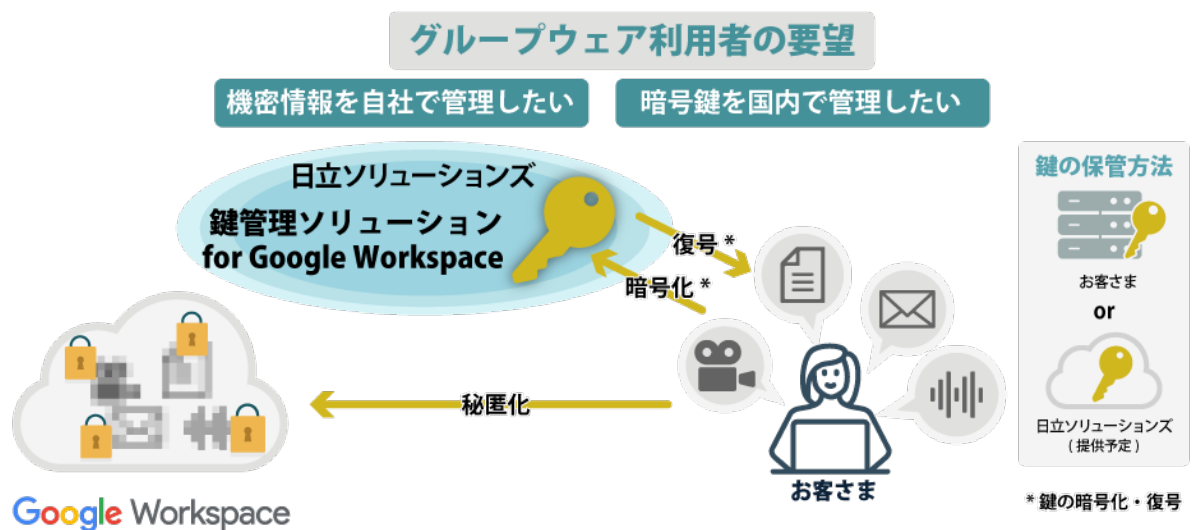 グループウェア利用者の要望
機密情報を自社で管理したい
暗号鍵を国内で管理したい
日立ソリューションズ
鍵管理ソリューション
for Google Workspace
復号 *
暗号化 *
秘匿化
お客さま
Google Workspace
鍵の保管方法
お客さま
or
日立ソリューションズ
( 提供予定 )
* 鍵の暗号化・復号